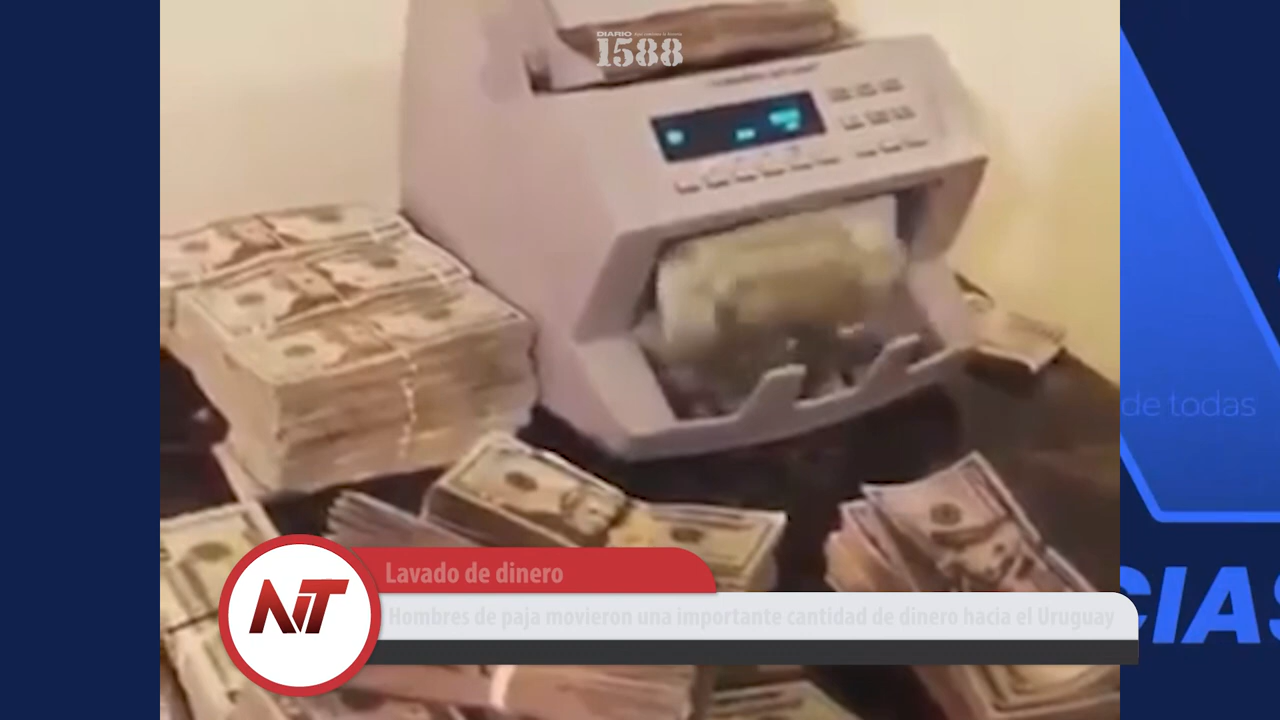 DIARIO
1588
de todas
CIAS
NT
Lavado de dinero
Hombres de paja movieron una importante cantidad de dinero hacia el Uruguay